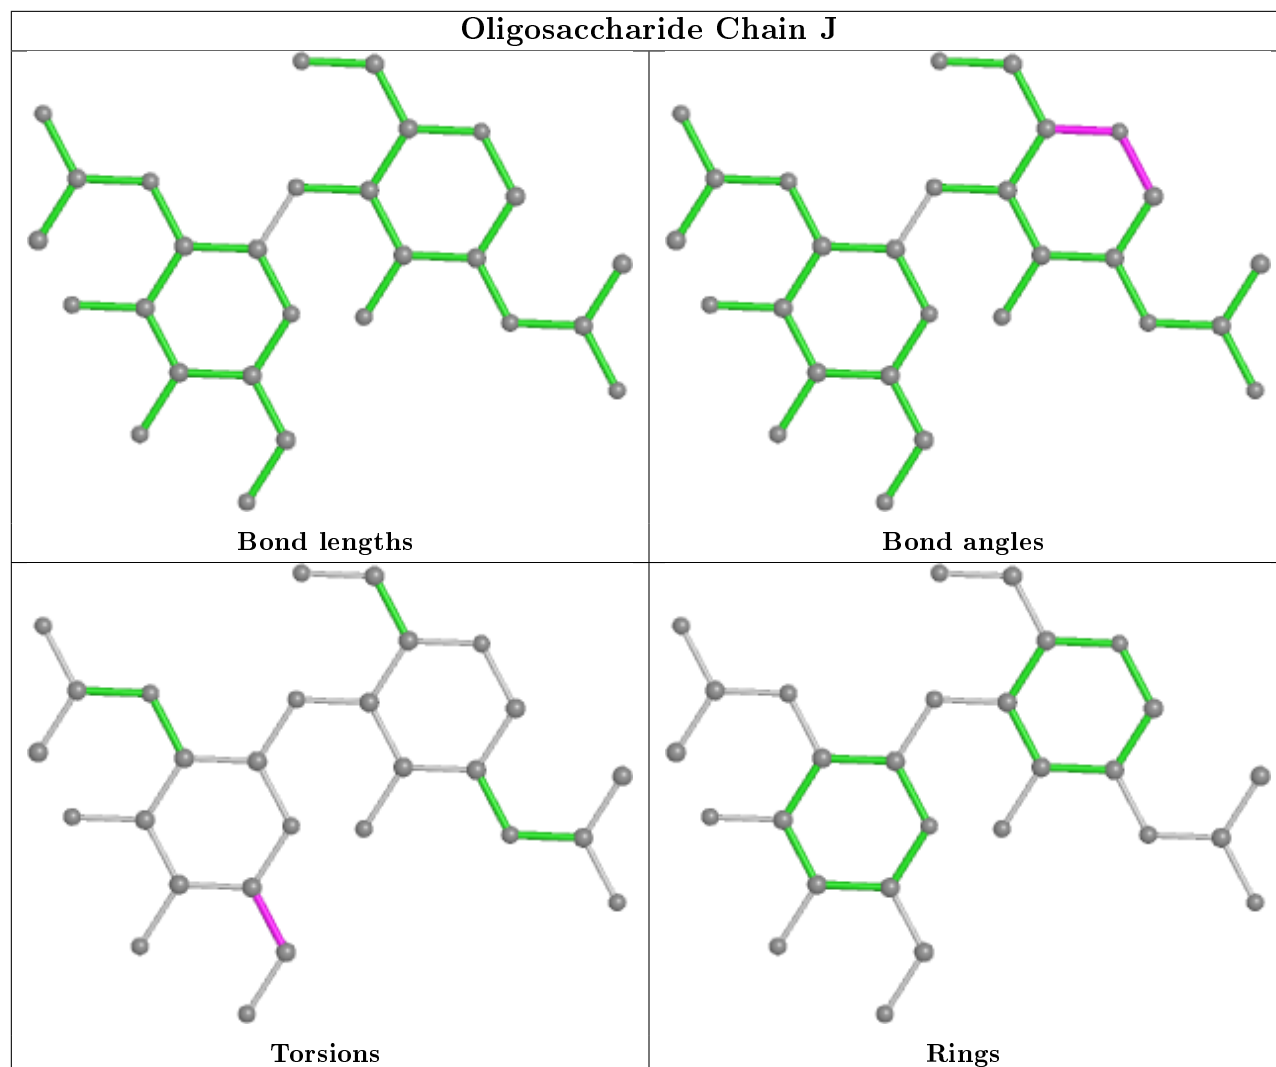 Oligosaccharide Chain J
Bond lengths
Bond angles
Torsions
Rings